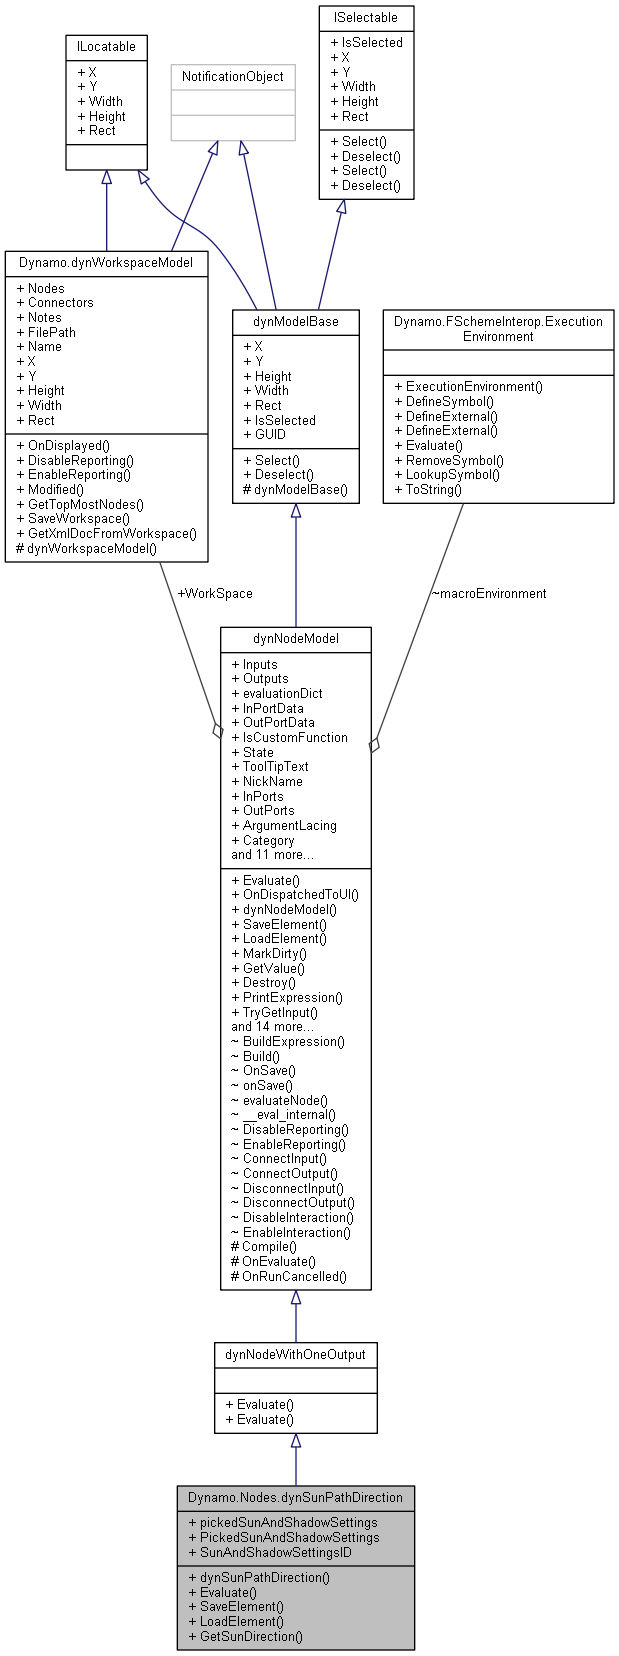 ISelectable
+ IsSelected
+ X
+ Y
+ Width
+ Height
+ Rect
+ Select()
+ Deselect()
+ Select()
+ Deselect()
ILocatable
+ X
+ Y
+ Width
+ Height
+ Rect
NotificationObject
Dynamo.dynWorkspaceModel
+ Nodes
+ Connectors
+ Notes
+ FilePath
+ Name
+ X
+ Y
+ Height
+ Width
+ Rect
+ OnDisplayed()
+ DisableReporting()
+ EnableReporting()
+ Modified()
+ GetTopMostNodes()
+ SaveWorkspace()
+ GetXmlDocFromWorkspace()
# dynWorkspaceModel()
dynModelBase
+ X
+ Y
+ Height
+ Width
+ Rect
+ IsSelected
+ GUID
+ Select()
+ Deselect()
# dynModelBase()
Dynamo.FSchemeInterop.Execution
Environment
+ ExecutionEnvironment()
+ DefineSymbol()
+ DefineExternal()
+ DefineExternal()
+ Evaluate()
+ RemoveSymbol()
+ LookupSymbol()
+ ToString()
+WorkSpace
~macroEnvironment
dynNodeModel
+ Inputs
+ Outputs
+ evaluationDict
+ InPortData
+ OutPortData
+ IsCustomFunction
+ State
+ ToolTipText
+ NickName
+ InPorts
+ OutPorts
+ ArgumentLacing
+ Category
and 11 more...
+ Evaluate()
+ OnDispatchedToUI()
+ dynNodeModel()
+ SaveElement()
+ LoadElement()
+ MarkDirty()
+ GetValue()
+ Destroy()
+ PrintExpression()
+ TryGetInput()
and 14 more...
~ BuildExpression()
~ Build()
~ OnSave()
~ onSave()
~ evaluateNode()
~ __eval_internal()
~ DisableReporting()
~ EnableReporting()
~ ConnectInput()
~ ConnectOutput()
~ DisconnectInput()
~ DisconnectOutput()
~ DisableInteraction()
~ EnableInteraction()
# Compile()
# OnEvaluate()
# OnRunCancelled()
dynNodeWithOneOutput
+ Evaluate()
+ Evaluate()
Dynamo.Nodes.dynSunPathDirection
+ pickedSunAndShadowSettings
+ PickedSunAndShadowSettings
+ SunAndShadowSettingsID
+ dynSunPathDirection()
+ Evaluate()
+ SaveElement()
+ LoadElement()
+ GetSunDirection()